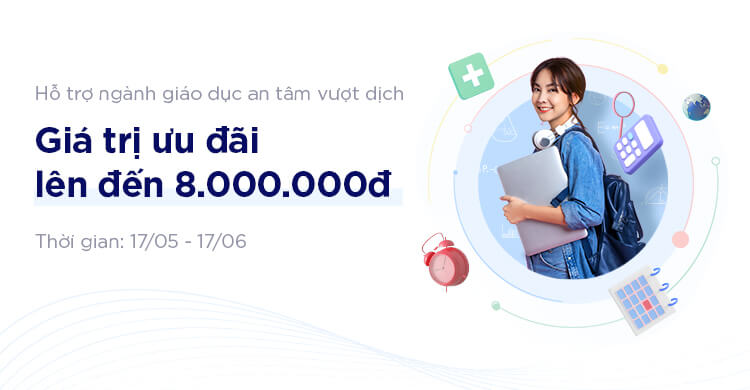 Hỗ trợ ngành giáo dục an tâm vượt dịch
Giá trị ưu đãi
lên đến 8.000.000đ
Thời gian: 17/05 - 17/06